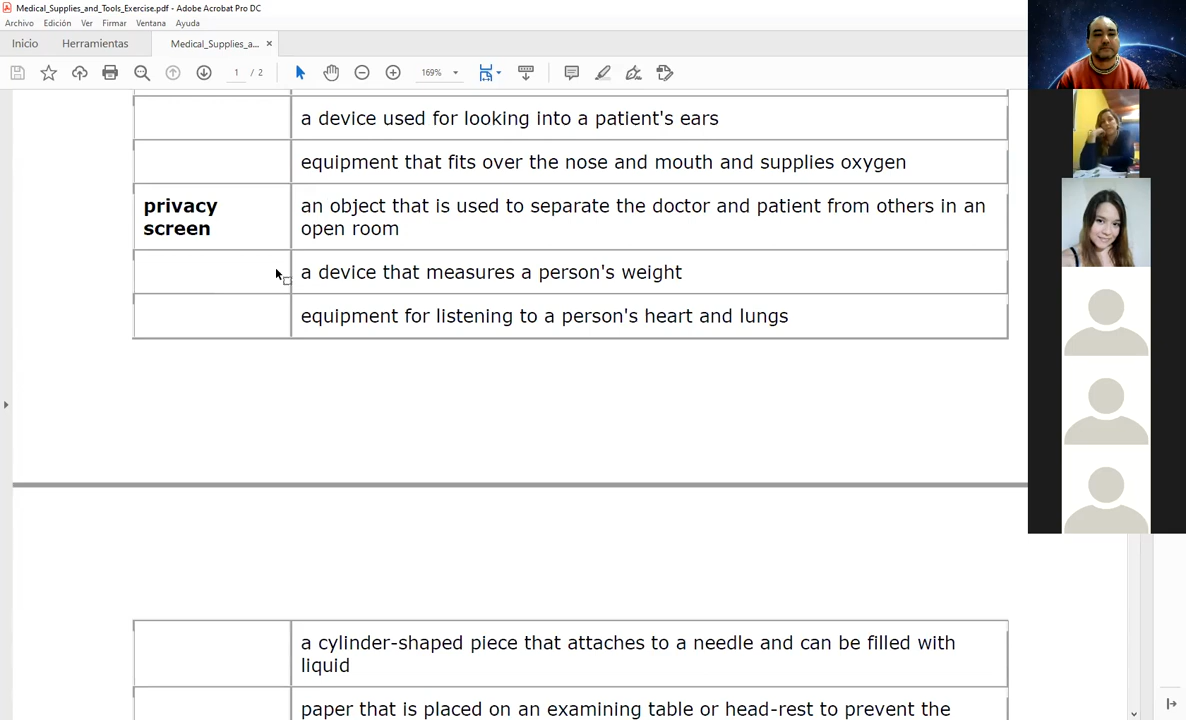 Medical_Supplies_and_Tools_Exercise.pdf - Adobe Acrobat Pro DC
Archivo Edición Ver Firmar Ventana Ayuda
Inicio Herramientas Medical_Supplies_a... ×
1 / 2 169%
a device used for looking into a patient's ears
equipment that fits over the nose and mouth and supplies oxygen
privacy
screen
an object that is used to separate the doctor and patient from others in an
open room
a device that measures a person's weight
equipment for listening to a person's heart and lungs
a cylinder-shaped piece that attaches to a needle and can be filled with
liquid
paper that is placed on an examining table or head-rest to prevent the